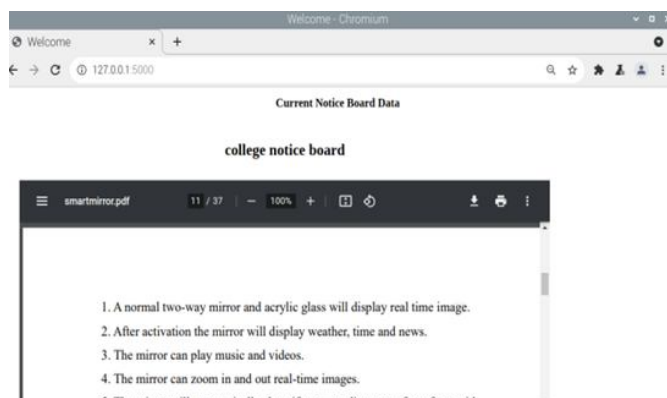 Welcome - Chromium
Welcome
127.0.0.1:5000
Current Notice Board Data
college notice board
smartmirror.pdf 11 / 37 100%
1. A normal two-way mirror and acrylic glass will display real time image.
2. After activation the mirror will display weather, time and news.
3. The mirror can play music and videos.
4. The mirror can zoom in and out real-time images.